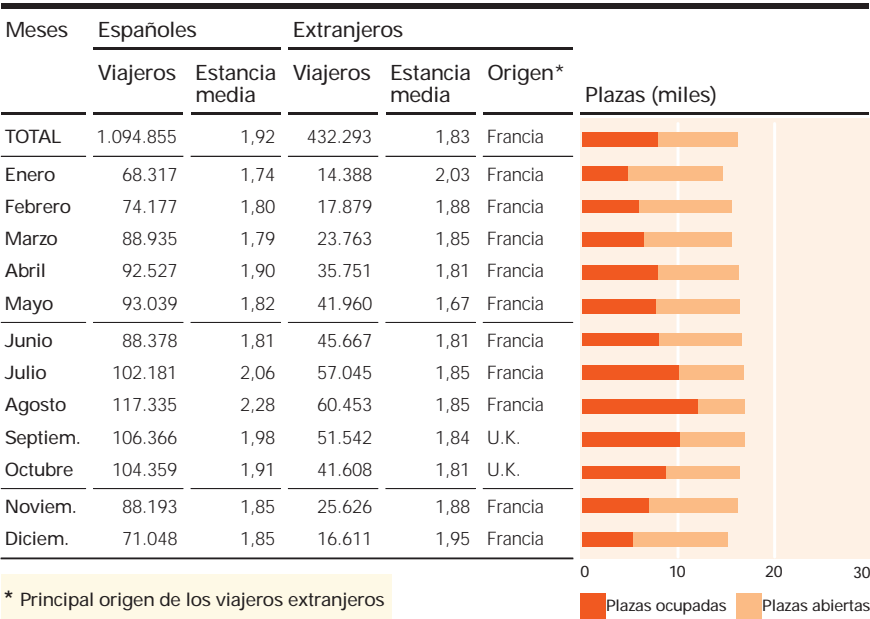 Meses Españoles Extranjeros
Viajeros Estancia media Viajeros Estancia media Origen* Plazas (miles)
TOTAL 1.094.855 1,92 432.293 1,83 Francia
Enero 68.317 1,74 14.388 2,03 Francia
Febrero 74.177 1,80 17.879 1,88 Francia
Marzo 88.935 1,79 23.763 1,85 Francia
Abril 92.527 1,90 35.751 1,81 Francia
Mayo 93.039 1,82 41.960 1,67 Francia
Junio 88.378 1,81 45.667 1,81 Francia
Julio 102.181 2,06 57.045 1,85 Francia
Agosto 117.335 2,28 60.453 1,85 Francia
Septiem. 106.366 1,98 51.542 1,84 U.K.
Octubre 104.359 1,91 41.608 1,81 U.K.
Noviem. 88.193 1,85 25.626 1,88 Francia
Diciem. 71.048 1,85 16.611 1,95 Francia
0 10 20 30
* Principal origen de los viajeros extranjeros
Plazas ocupadas Plazas abiertas